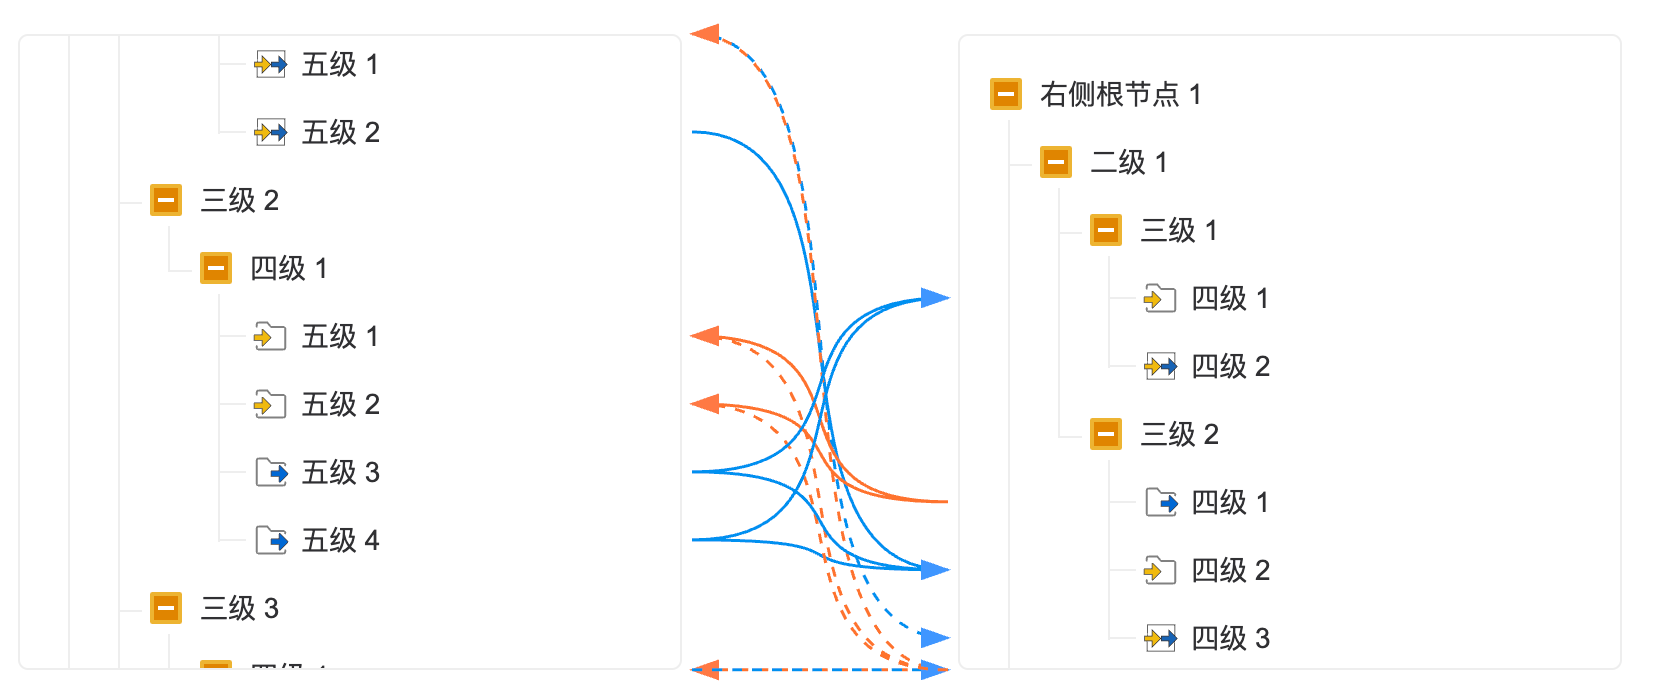 五级 1
五级 2
三级 2
四级 1
五级 1
五级 2
五级 3
五级 4
三级 3
右侧根节点 1
二级 1
三级 1
四级 1
四级 2
三级 2
四级 1
四级 2
四级 3